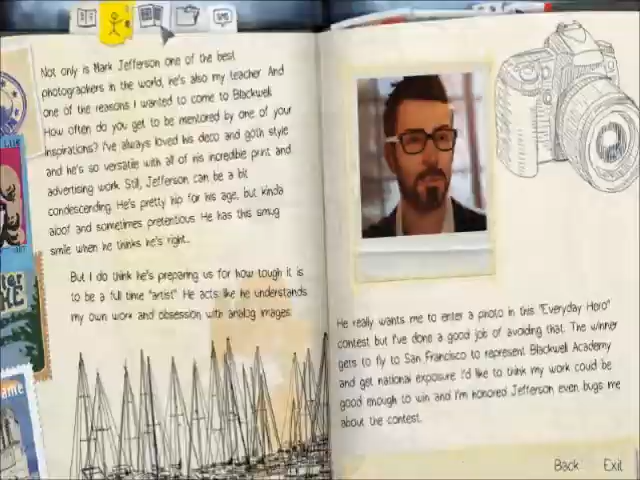 Not only is Mark Jefferson one of the best
photographers in the world, he's also my teacher. And
one of the reasons I wanted to come to Blackwell.
How often do you get to be mentored by one of your
inspirations? I've always loved his deco and goth style
and he's so versatile with all of his incredible print and
advertising work. Still, Jefferson can be a bit
condescending. He's pretty hip for his age, but kinda
aloof and sometimes pretentious. He has this smug
smile when he thinks he's right...
But I do think he's preparing us for how tough it is
to be a full time "artist". He acts like he understands
my own work and obsession with analog images.
He really wants me to enter a photo in this "Everyday Hero"
contest but I've done a good job of avoiding that. The winner
gets to fly to San Francisco to represent Blackwell Academy
and get national exposure. I'd like to think my work could be
good enough to win and I'm honored Jefferson even bugs me
about the contest.
Back Exit